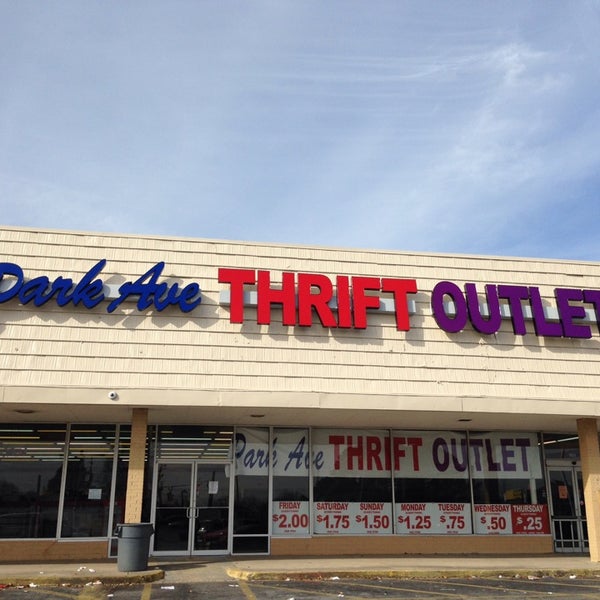 Park Ave THRIFT OUTLET
Park Ave THRIFT OUTLET
FRIDAY SATURDAY SUNDAY MONDAY TUESDAY WEDNESDAY THURSDAY
$2.00 $1.75 $1.50 $1.25 $.75 $.50 $.25